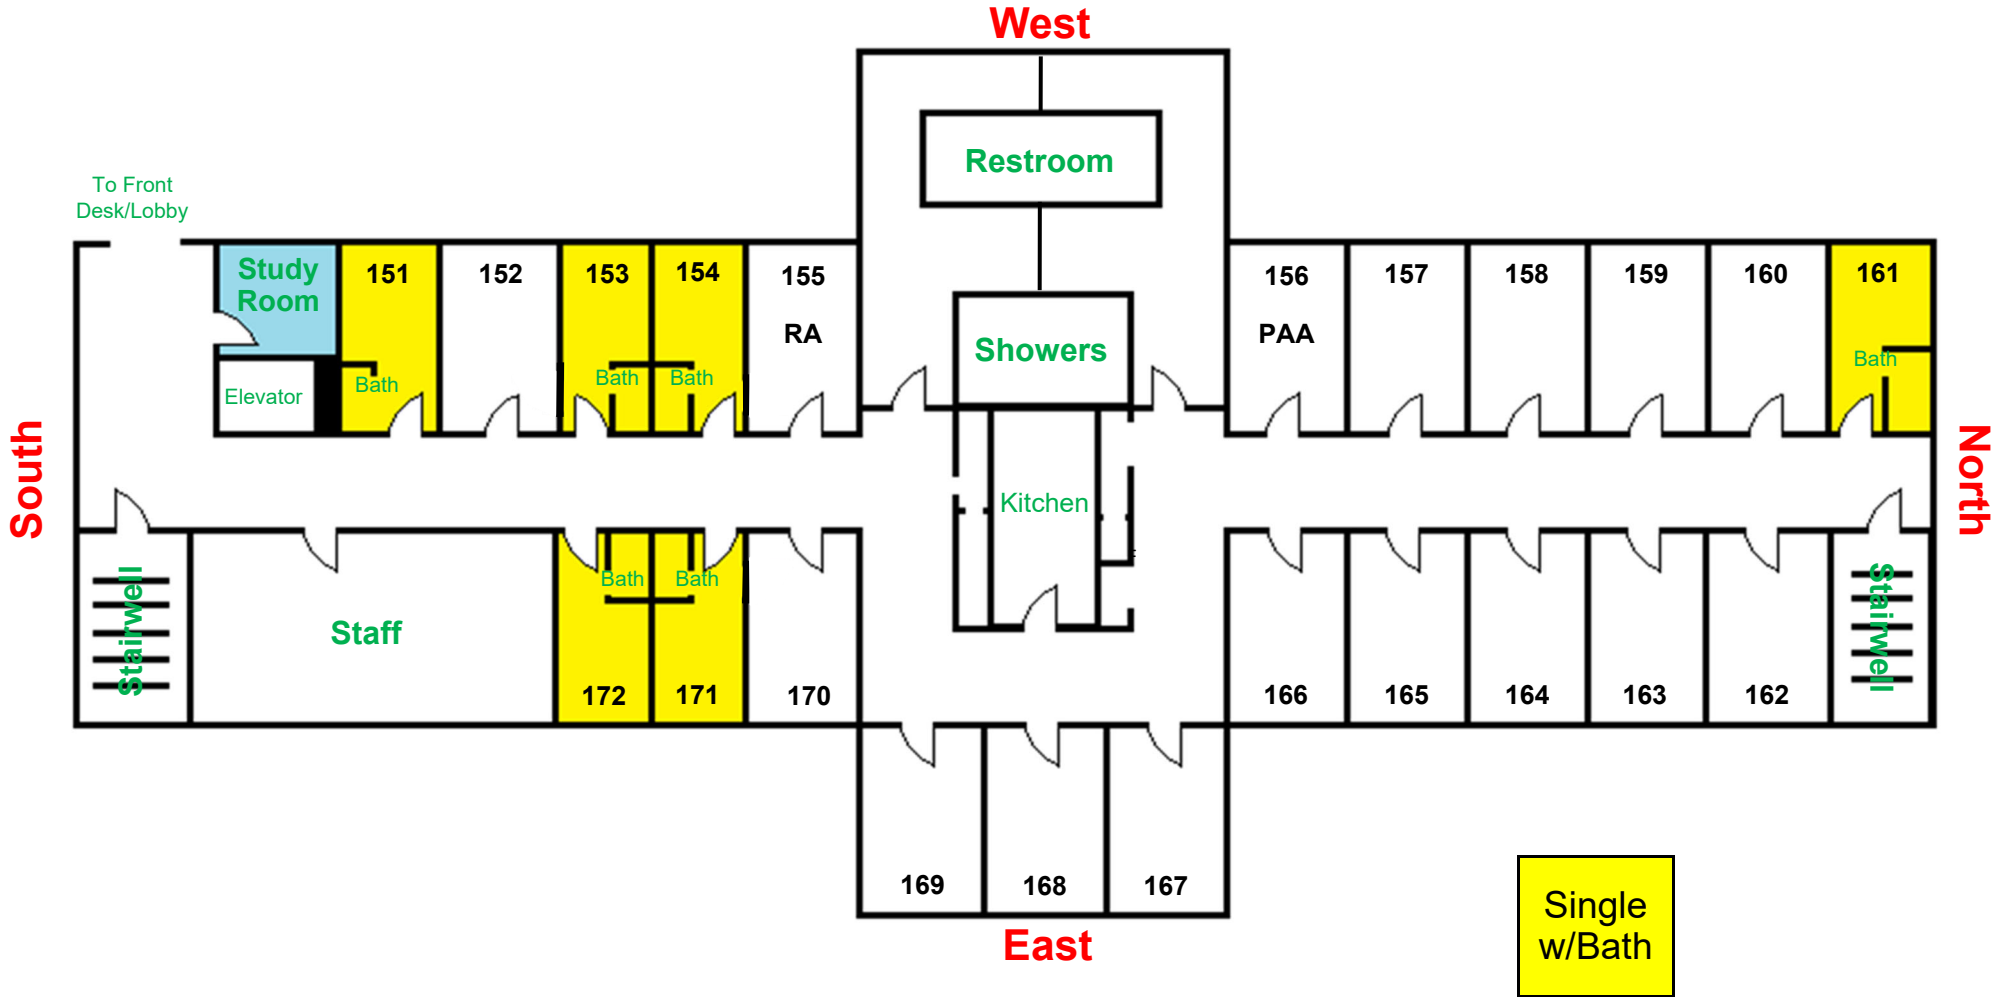 West
Restroom
To Front
Desk/Lobby
Study
Room
151
152
153
154
155
RA
156
PAA
157
158
159
160
161
Showers
Elevator
Bath
Bath
Bath
Bath
South
North
Kitchen
Stairwell
Staff
Bath
Bath
172
171
170
166
165
164
163
162
Stairwell
169
168
167
East
Single
w/Bath